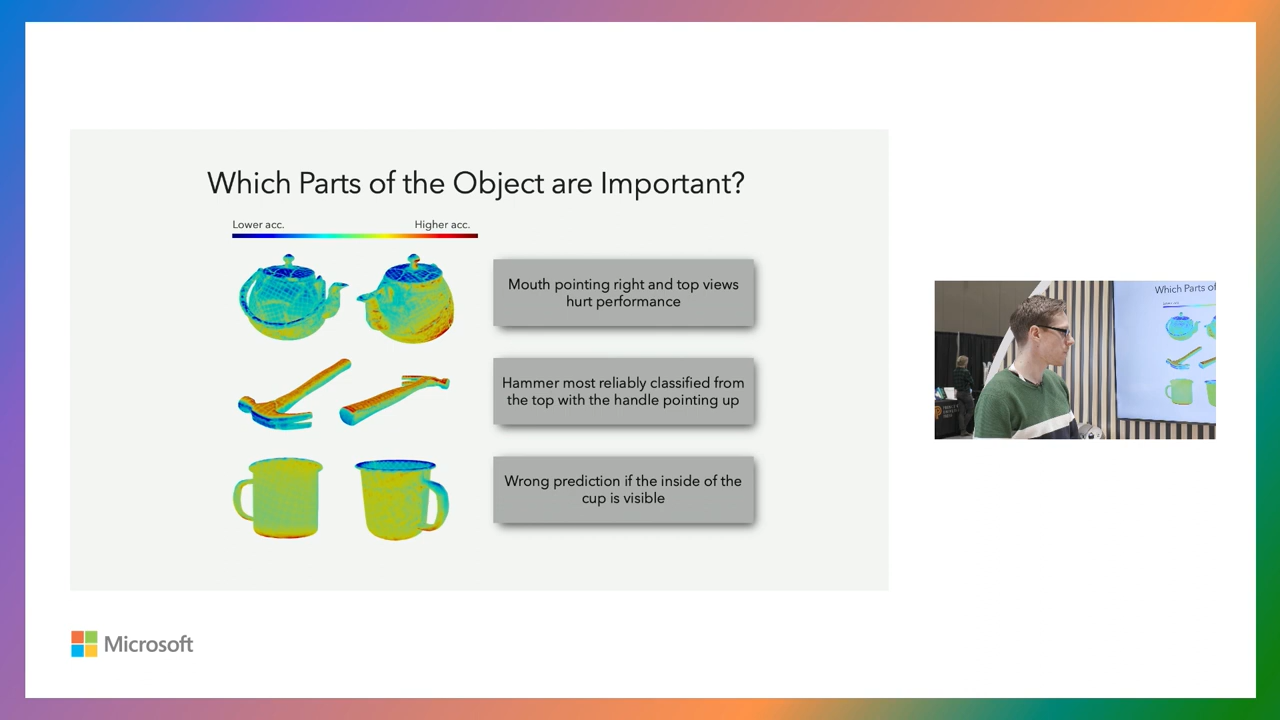 Which Parts of the Object are Important?
Lower acc.
Higher acc.
Mouth pointing right and top views
hurt performance
Hammer most reliably classified from
the top with the handle pointing up
Wrong prediction if the inside of the
cup is visible
Which Parts of
Microsoft